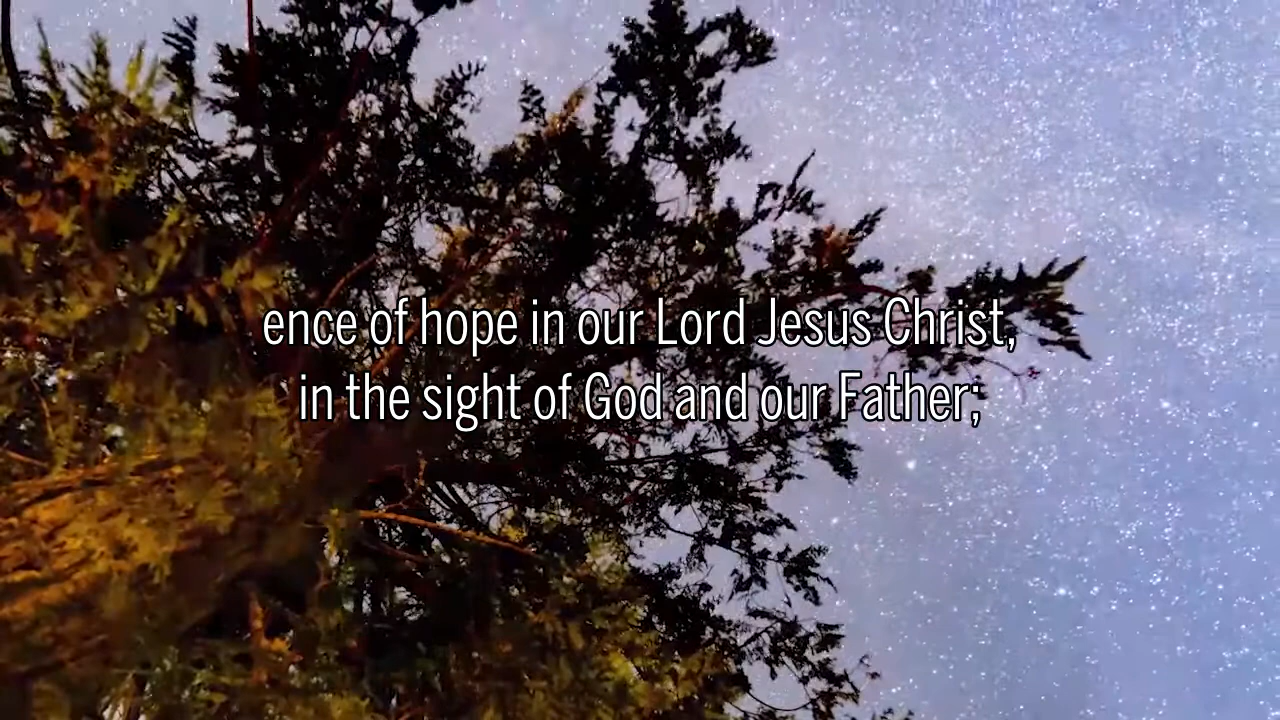 ence of hope in our Lord Jesus Christ,
in the sight of God and our Father;